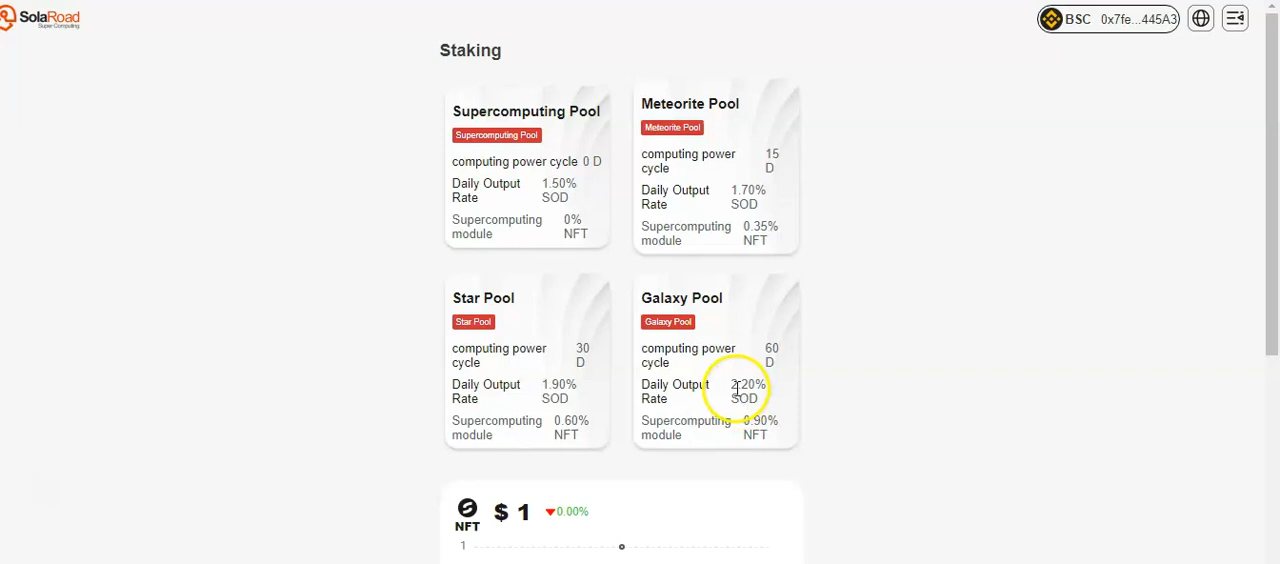 SolaRoad
Super Computing
BSC 0x7fe...445A3
Staking
Supercomputing Pool
Supercomputing Pool
computing power cycle 0 D
Daily Output 1.50%
Rate SOD
Supercomputing 0%
module NFT
Meteorite Pool
Meteorite Pool
computing power 15
cycle D
Daily Output 1.70%
Rate SOD
Supercomputing 0.35%
module NFT
Star Pool
Star Pool
computing power 30
cycle D
Daily Output 1.90%
Rate SOD
Supercomputing 0.60%
module NFT
Galaxy Pool
Galaxy Pool
computing power 60
cycle D
Daily Output 2.20%
Rate SOD
Supercomputing 0.90%
module NFT
NFT
$ 1 0.00%
1